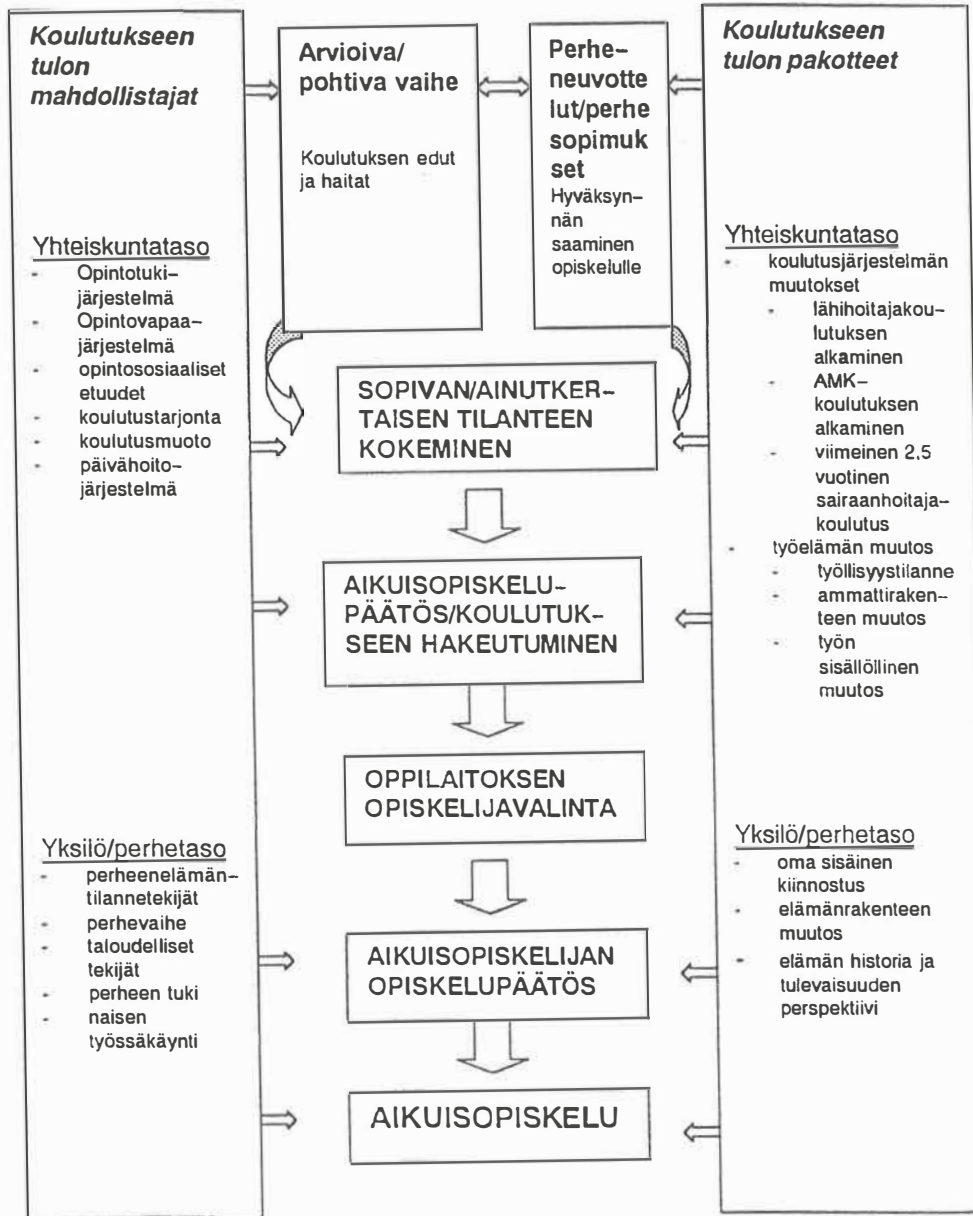 Koulutukseen
tulon
mahdollistajat
Yhteiskuntataso
- Opintotuki-
järjestelmä
- Opintovapaa-
järjestelmä
- opintososiaaliset
etuudet
- koulutustarjonta
- koulutusmuoto
- päivähoito-
järjestelmä
Yksilö/perhetaso
- perheenelämän-
tilannetekijät
- perhevaihe
- taloudelliset
tekijät
- perheen tuki
- naisen
työssäkäynti
Arvioiva/
pohtiva vaihe
Koulutuksen edut
ja haitat
Perhe-
neuvotte
lut/perhe
sopimuk
set
Hyväksyn-
nän
saaminen
opiskelulle
SOPIVAN/AINUTKER-
TAISEN TILANTEEN
KOKEMINEN
AIKUISOPISKELU-
PÄÄTÖS/KOULUTUK-
SEEN HAKEUTUMINEN
OPPILAITOKSEN
OPISKELIJAVALINTA
AIKUISOPISKELIJAN
OPISKELUPÄÄTÖS
AIKUISOPISKELU
Koulutukseen
tulon pakotteet
Yhteiskuntataso
- koulutusjärjestelmän
muutokset
- lähihoitajakou-
lutuksen
alkaminen
- AMK-
koulutuksen
alkaminen
- viimeinen 2,5
vuotinen
sairaanhoitaja-
koulutus
- työelämän muutos
- työllisyystilanne
- ammattiraken-
teen muutos
- työn
sisällöllinen
muutos
Yksilö/perhetaso
- oma sisäinen
kiinnostus
- elämänrakenteen
muutos
- elämän historia ja
tulevaisuuden
perspektiivi